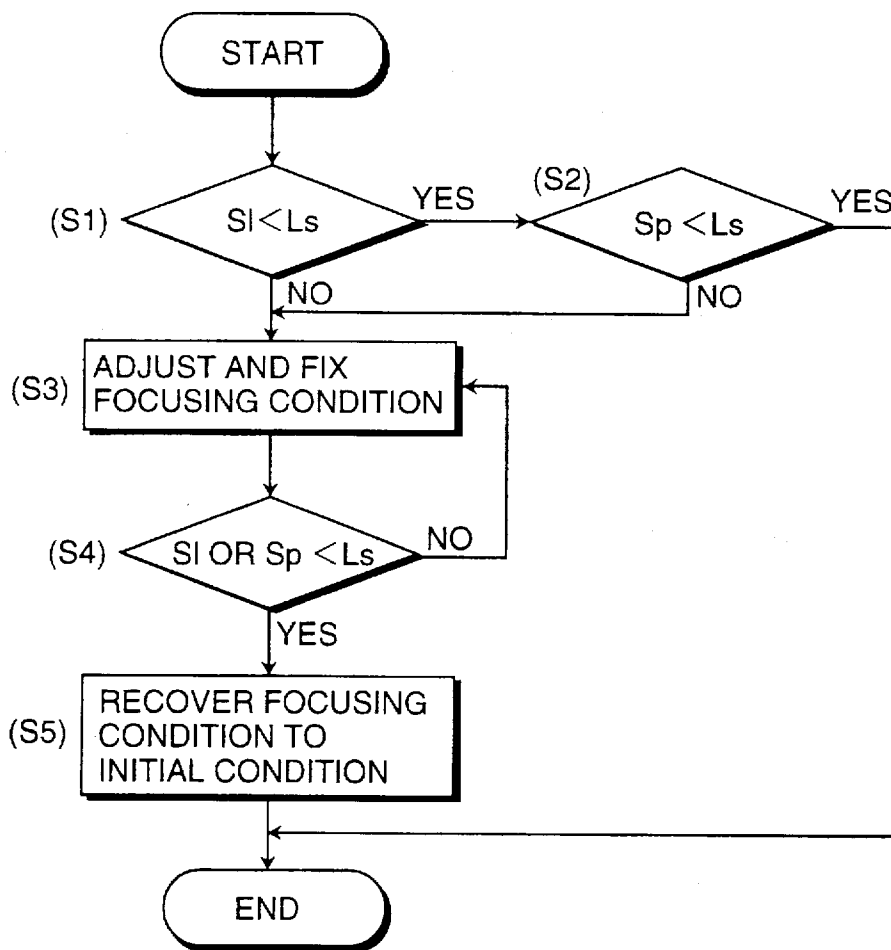 START
(S1)
Sl<Ls
YES
(S2)
Sp <Ls
YES
NO
NO
(S3)
ADJUST AND FIX
FOCUSING CONDITION
(S4)
Sl OR Sp <Ls
NO
YES
(S5)
RECOVER FOCUSING
CONDITION TO
INITIAL CONDITION
END